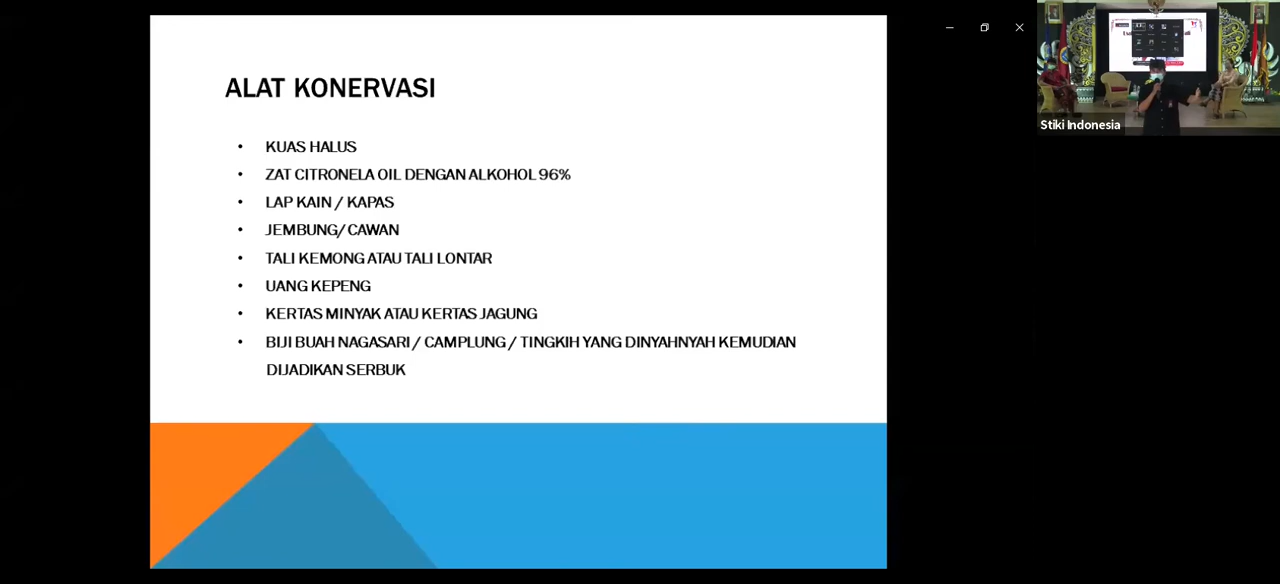 ALAT KONERVASI
• KUAS HALUS
• ZAT CITRONELA OIL DENGAN ALKOHOL 96%
• LAP KAIN / KAPAS
• JEMBUNG/ CAWAN
• TALI KEMONG ATAU TALI LONTAR
• UANG KEPENG
• KERTAS MINYAK ATAU KERTAS JAGUNG
• BIJI BUAH NAGASARI / CAMPLUNG / TINGKIH YANG DINYAHNYAH KEMUDIAN
DIJADIKAN SERBUK
Stiki Indonesia